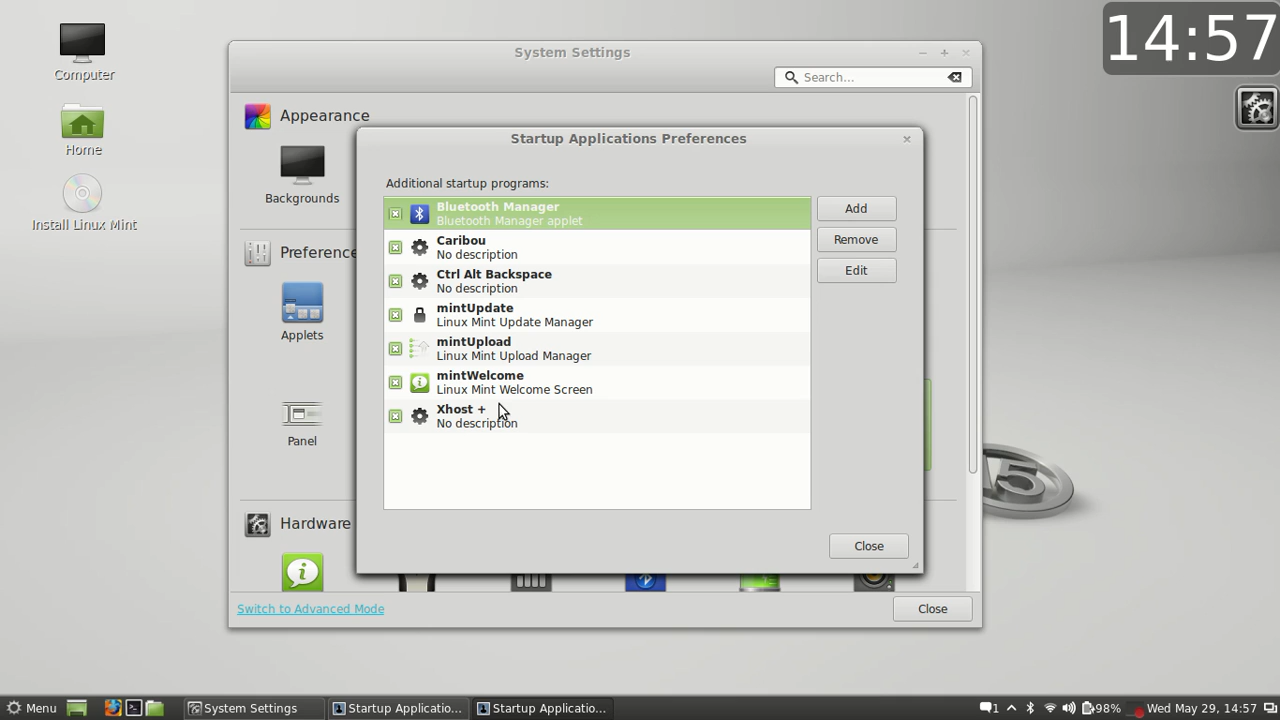 14:57
Computer
Home
Install Linux Mint
System Settings
Search...
Appearance
Backgrounds
Preference
Applets
Panel
Hardware
Startup Applications Preferences
Additional startup programs:
Bluetooth Manager
Bluetooth Manager applet
Caribou
No description
Ctrl Alt Backspace
No description
mintUpdate
Linux Mint Update Manager
mintUpload
Linux Mint Upload Manager
mintWelcome
Linux Mint Welcome Screen
Xhost +
No description
Add
Remove
Edit
Close
Switch to Advanced Mode
Close
15
Menu
System Settings
Startup Applicatio...
Startup Applicatio...
1
98%
Wed May 29, 14:57